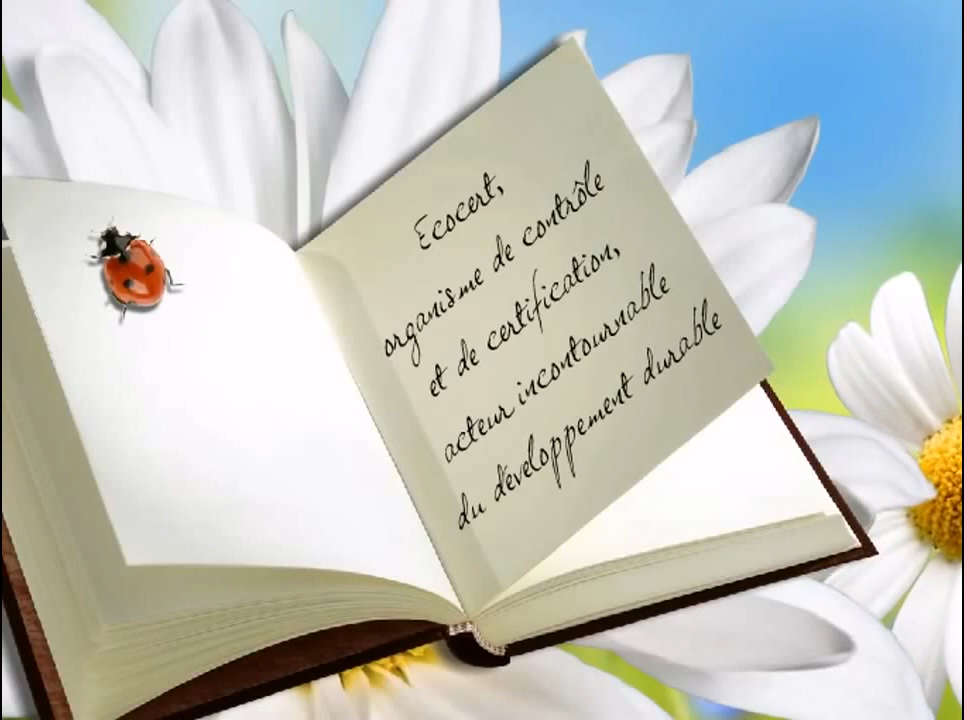 Ecocert,
organisme de contrôle
et de certification,
acteur incontournable
du développement durable